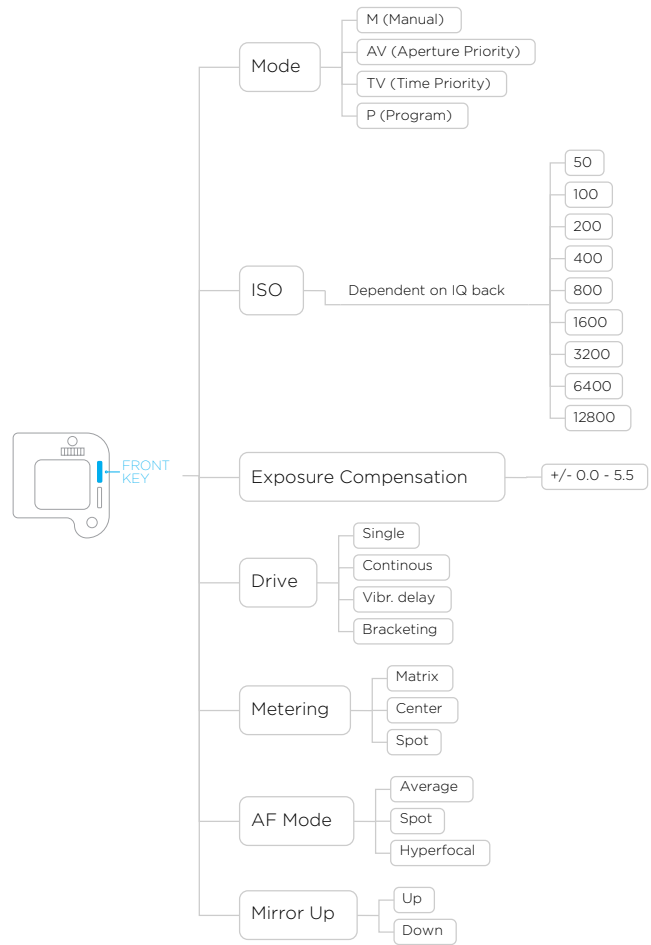 FRONT
KEY
Mode
M (Manual)
AV (Aperture Priority)
TV (Time Priority)
P (Program)
ISO
Dependent on IQ back
50
100
200
400
800
1600
3200
6400
12800
Exposure Compensation
+/- 0.0 - 5.5
Drive
Single
Continous
Vibr. delay
Bracketing
Metering
Matrix
Center
Spot
AF Mode
Average
Spot
Hyperfocal
Mirror Up
Up
Down